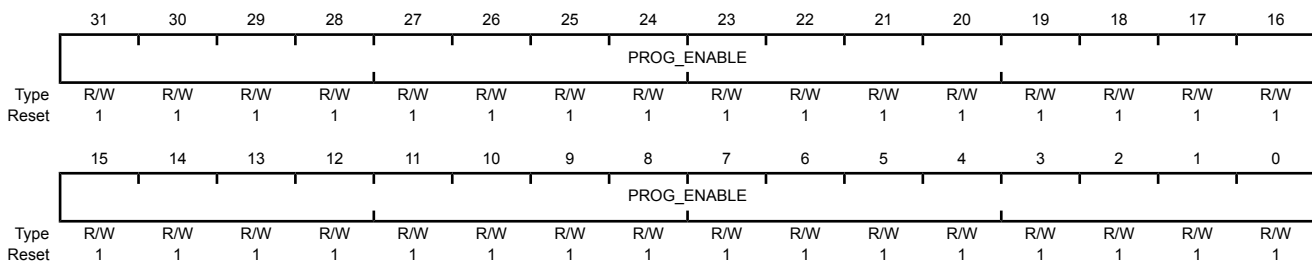 31 30 29 28 27 26 25 24 23 22 21 20 19 18 17 16
PROG_ENABLE
Type R/W R/W R/W R/W R/W R/W R/W R/W R/W R/W R/W R/W R/W R/W R/W R/W
Reset 1 1 1 1 1 1 1 1 1 1 1 1 1 1 1 1
15 14 13 12 11 10 9 8 7 6 5 4 3 2 1 0
PROG_ENABLE
Type R/W R/W R/W R/W R/W R/W R/W R/W R/W R/W R/W R/W R/W R/W R/W R/W
Reset 1 1 1 1 1 1 1 1 1 1 1 1 1 1 1 1